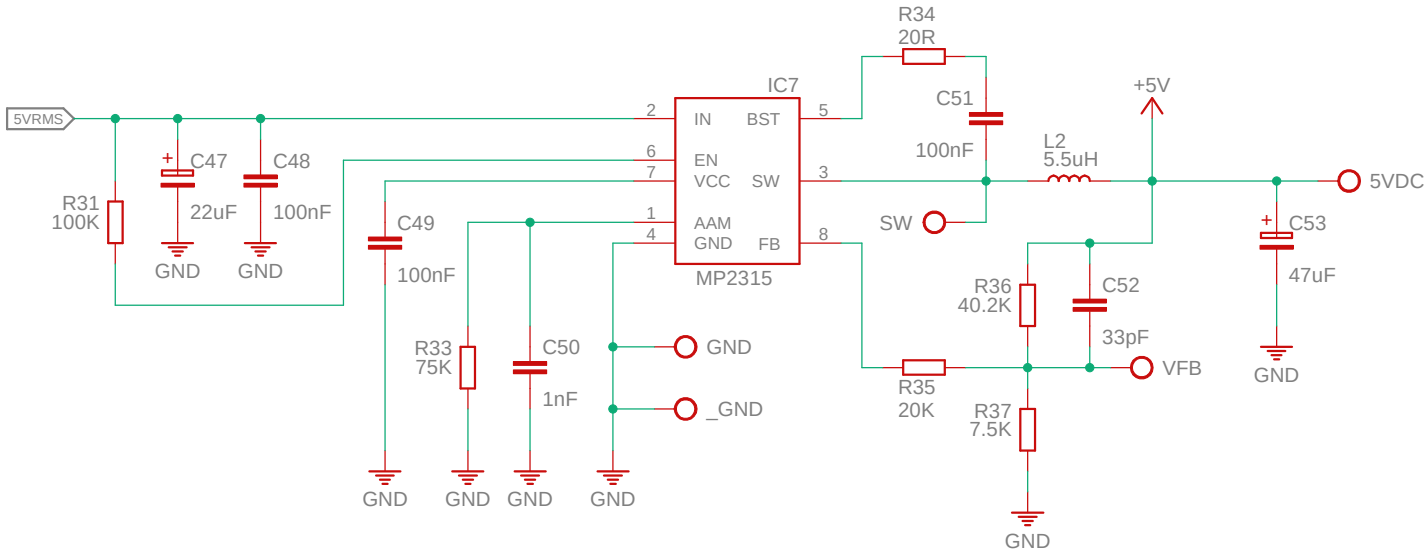 R34
20R
IC7
C51
100nF
+5V
5VRMS
2
IN
BST
5
L2
5.5uH
+
C47
22uF
C48
100nF
6
EN
7
VCC
SW
3
5VDC
R31
100K
1
AAM
4
GND
FB
8
MP2315
SW
+
C53
47uF
GND
GND
C49
100nF
R36
40.2K
C52
33pF
R33
75K
C50
1nF
GND
_GND
R35
20K
VFB
GND
R37
7.5K
GND
GND
GND
GND
GND